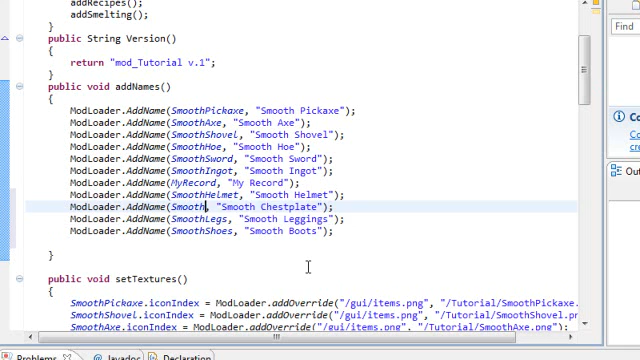 addRecipes();
addSmelting();
}
public String Version()
{
return "mod_Tutorial v.1";
}
public void addNames()
{
ModLoader.AddName(SmoothPickaxe, "Smooth Pickaxe");
ModLoader.AddName(SmoothAxe, "Smooth Axe");
ModLoader.AddName(SmoothShovel, "Smooth Shovel");
ModLoader.AddName(SmoothHoe, "Smooth Hoe");
ModLoader.AddName(SmoothSword, "Smooth Sword");
ModLoader.AddName(SmoothIngot, "Smooth Ingot");
ModLoader.AddName(MyRecord, "My Record");
ModLoader.AddName(SmoothHelmet, "Smooth Helmet");
ModLoader.AddName(Smooth, "Smooth Chestplate");
ModLoader.AddName(SmoothLegs, "Smooth Leggings");
ModLoader.AddName(SmoothShoes, "Smooth Boots");
}
public void setTextures()
{
SmoothPickaxe.iconIndex = ModLoader.addOverride("/gui/items.png", "/Tutorial/SmoothPickaxe.
SmoothShovel.iconIndex = ModLoader.addOverride("/gui/items.png", "/Tutorial/SmoothShovel.pn
SmoothAxe.iconIndex = ModLoader.addOverride("/gui/items.png", "/Tutorial/SmoothAxe.png");
Problems
Javadoc
Declaration
Find
Co
Out